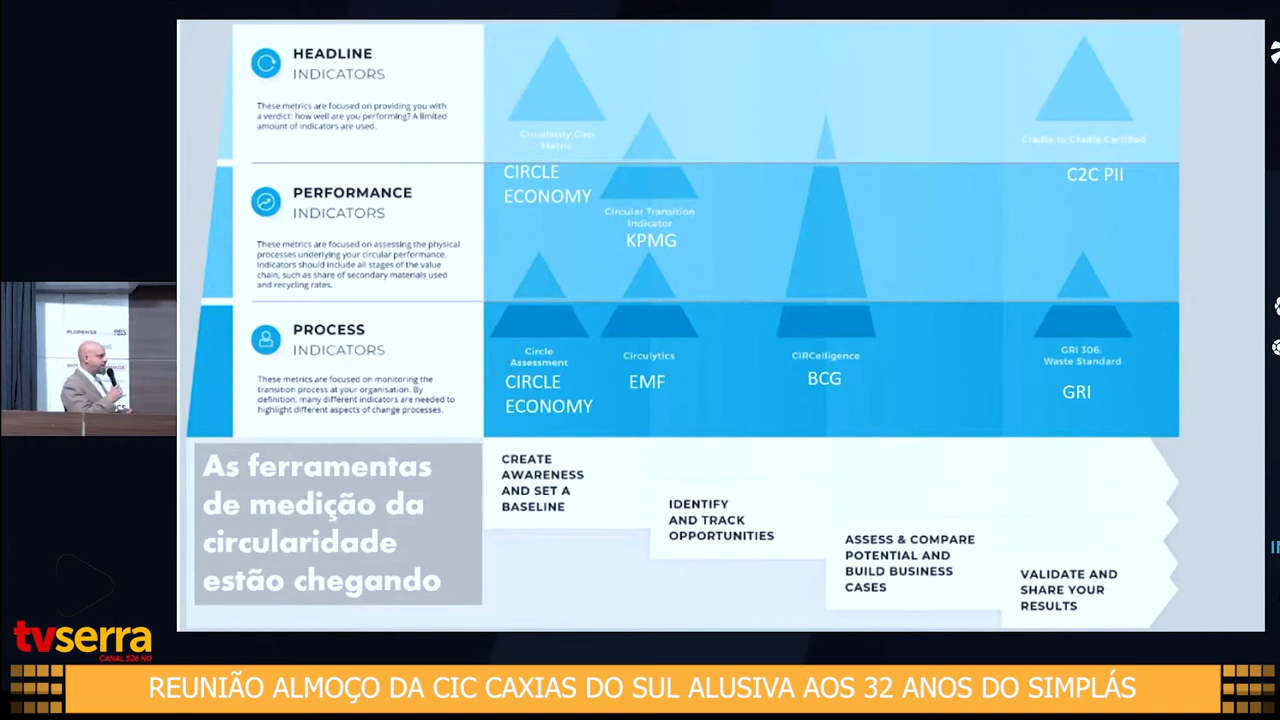 HEADLINE
INDICATORS
These metrics are focused on providing you with
a verdict: how well are you performing? A limited
amount of indicators are used.
Circularity Gap
Metric
Cradle to Cradle Certified
CIRCLE
ECONOMY
C2C PII
PERFORMANCE
INDICATORS
These metrics are focused on assessing the physical
processes underlying your circular performance.
Indicators should include all stages of the value
chain, such as share of secondary materials used
and recycling rates.
Circular Transition
Indicator
KPMG
PROCESS
INDICATORS
These metrics are focused on monitoring the
transition process at your organisation. By
definition, many different indicators are needed to
highlight different aspects of change processes.
Circle
Assessment
CIRCLE
ECONOMY
Circulytics
EMF
CIRCelligence
BCG
GRI 306:
Waste Standard
GRI
As ferramentas
de medição da
circularidade
estão chegando
CREATE
AWARENESS
AND SET A
BASELINE
IDENTIFY
AND TRACK
OPPORTUNITIES
ASSESS & COMPARE
POTENTIAL AND
BUILD BUSINESS
CASES
VALIDATE AND
SHARE YOUR
RESULTS
FLORENSE
RBS
tvserra
CANAL 526 HD
REUNIÃO ALMOÇO DA CIC CAXIAS DO SUL ALUSIVA AOS 32 ANOS DO SIMPLÁS